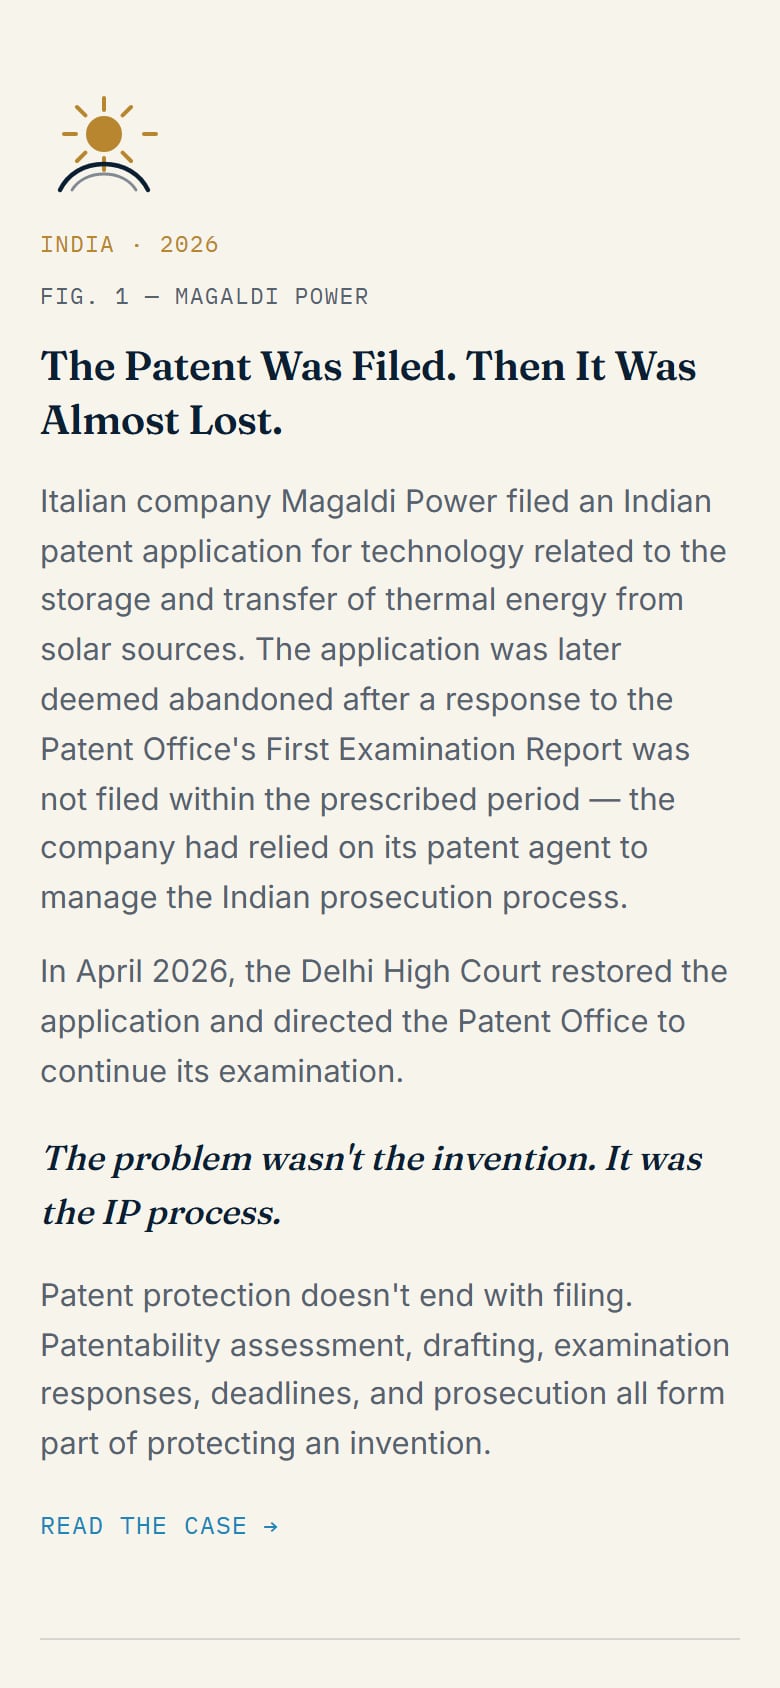 INDIA · 2026
FIG. 1 — MAGALDI POWER
The Patent Was Filed. Then It Was
Almost Lost.
Italian company Magaldi Power filed an Indian
patent application for technology related to the
storage and transfer of thermal energy from
solar sources. The application was later
deemed abandoned after a response to the
Patent Office's First Examination Report was
not filed within the prescribed period — the
company had relied on its patent agent to
manage the Indian prosecution process.
In April 2026, the Delhi High Court restored the
application and directed the Patent Office to
continue its examination.
The problem wasn't the invention. It was
the IP process.
Patent protection doesn't end with filing.
Patentability assessment, drafting, examination
responses, deadlines, and prosecution all form
part of protecting an invention.
READ THE CASE →